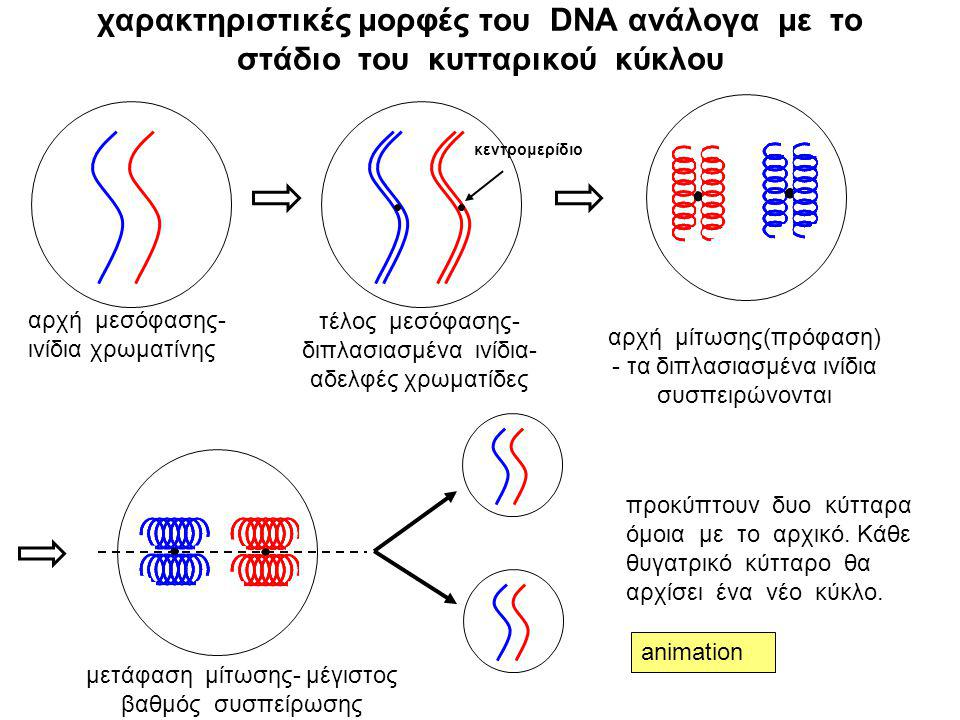 χαρακτηριστικές μορφές του DNA ανάλογα με το
στάδιο του κυτταρικού κύκλου
κεντρομερίδιο
αρχή μεσόφασης-
ινίδια χρωματίνης
τέλος μεσόφασης-
διπλασιασμένα ινίδια-
αδελφές χρωματίδες
αρχή μίτωσης(πρόφαση)
- τα διπλασιασμένα ινίδια
συσπειρώνονται
προκύπτουν δυο κύτταρα
όμοια με το αρχικό. Κάθε
θυγατρικό κύτταρο θα
αρχίσει ένα νέο κύκλο.
animation
μετάφαση μίτωσης- μέγιστος
βαθμός συσπείρωσης